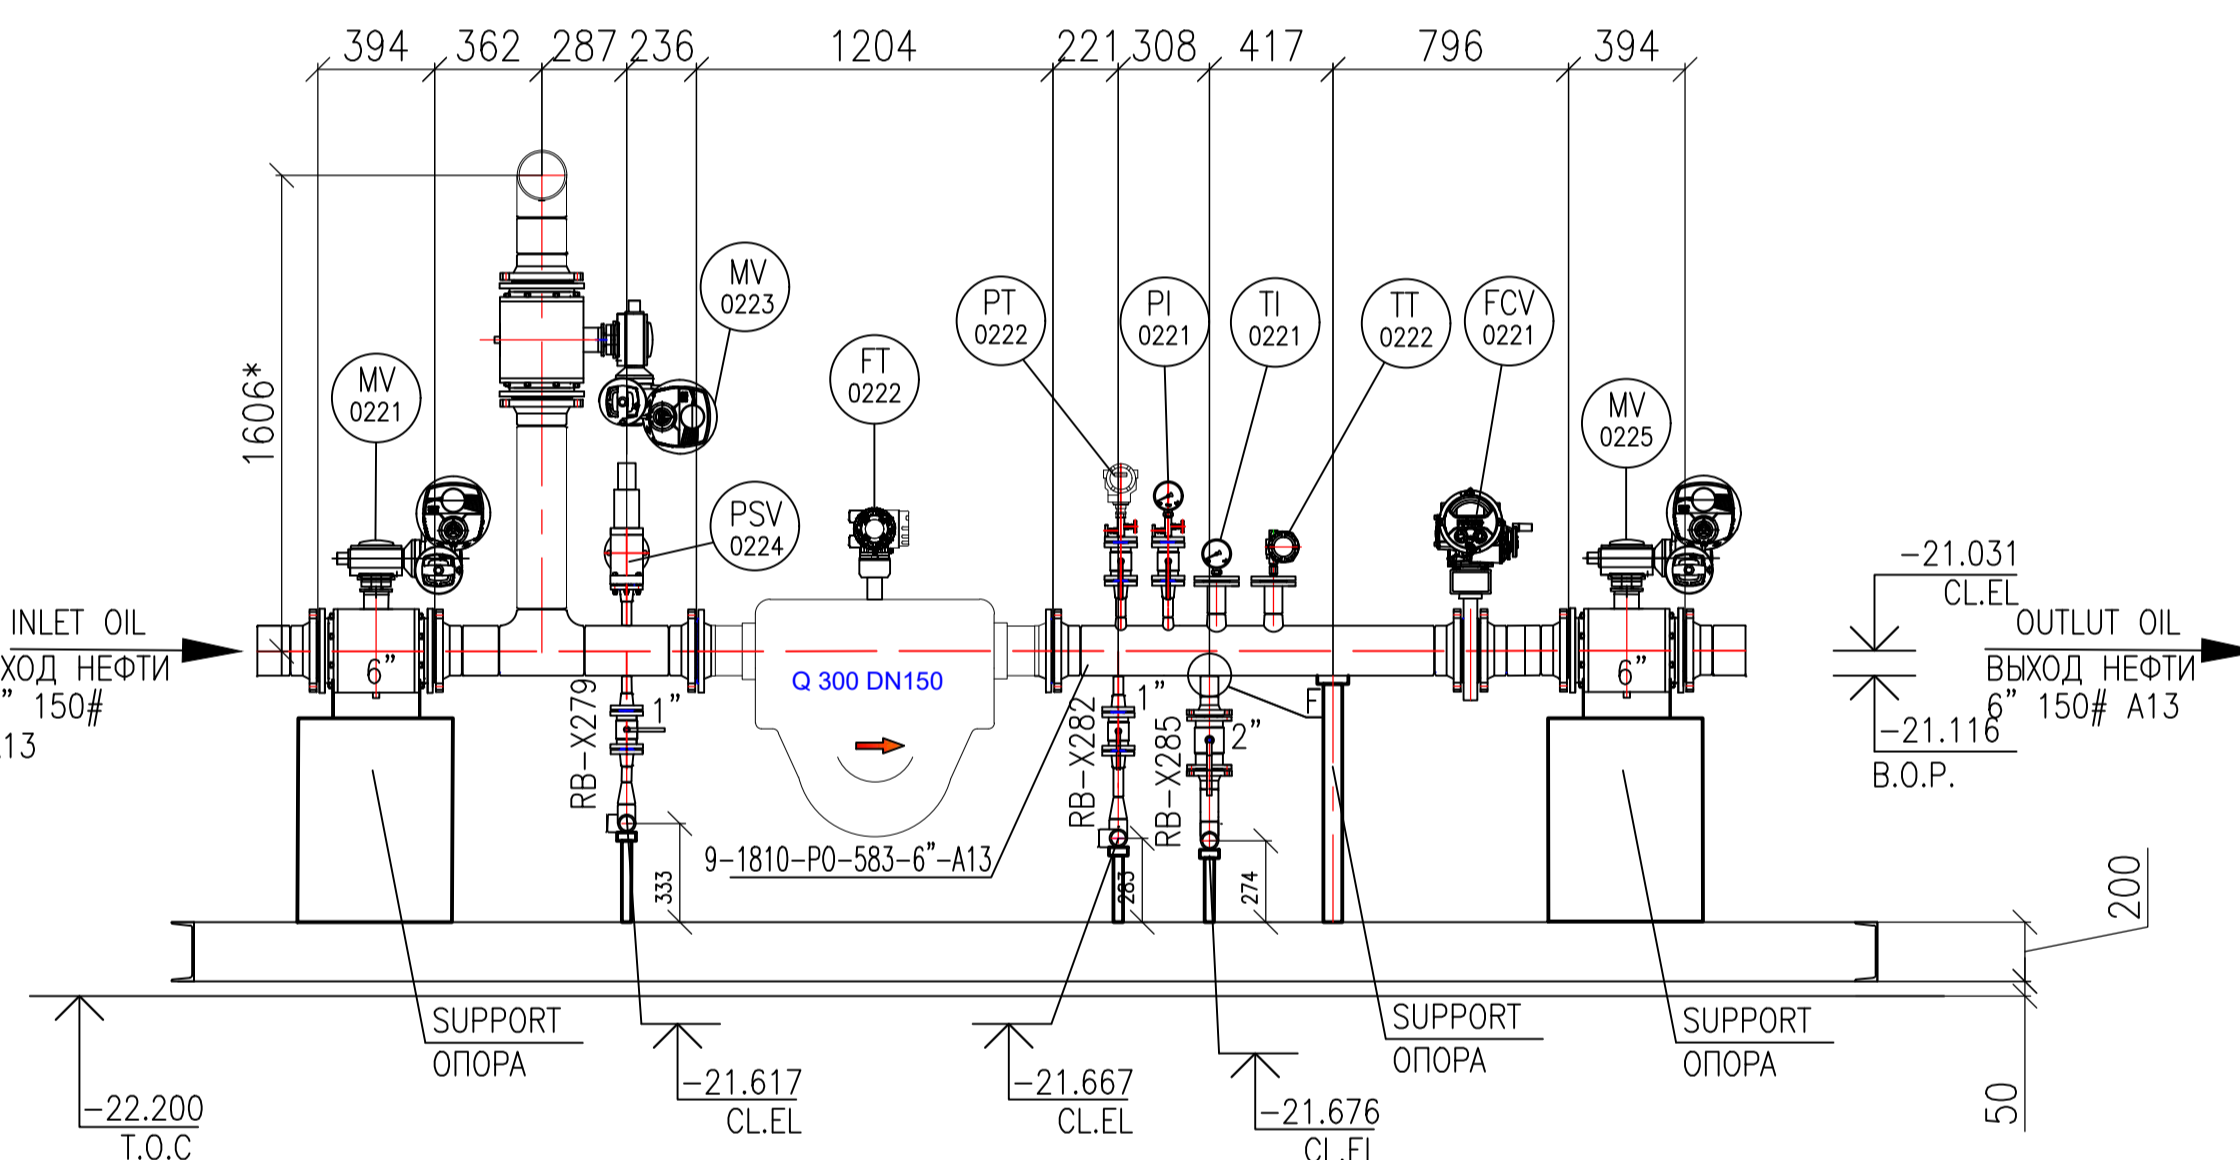 394
362
287
236
1204
221
308
417
796
394
1606*
MV
0221
MV
0223
PSV
0224
FT
0222
PT
0222
PI
0221
TI
0221
TT
0222
FCV
0221
MV
0225
INLET OIL
ХОД НЕФТИ
" 150#
13
6"
RB-X279
1"
Q 300 DN150
9-1810-PO-583-6"-A13
RB-X282
1"
RB-X285
2"
F
6"
-21.031
CL.EL
-21.116
B.O.P.
OUTLUT OIL
ВЫХОД НЕФТИ
6" 150# A13
333
283
274
200
50
SUPPORT
ОПОРА
SUPPORT
ОПОРА
SUPPORT
ОПОРА
-22.200
T.O.C
-21.617
CL.EL
-21.667
CL.EL
-21.676
CL.EL